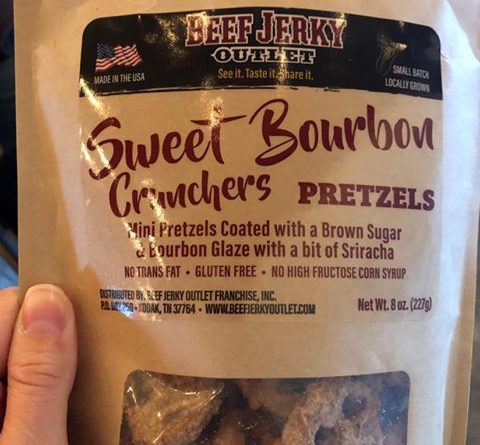 BEEF JERKY
OUTLET
See it. Taste it. Share it.
MADE IN THE USA
SMALL BATCH
LOCALLY GROWN
Sweet Bourbon
Crunchers PRETZELS
Mini Pretzels Coated with a Brown Sugar
& Bourbon Glaze with a bit of Sriracha
NO TRANS FAT • GLUTEN FREE • NO HIGH FRUCTOSE CORN SYRUP
DISTRIBUTED BY: BEEF JERKY OUTLET FRANCHISE, INC.
P.O. BOX 259 • KODAK, TN 37764 • WWW.BEEFJERKYOUTLET.COM
Net Wt. 8 oz. (227g)